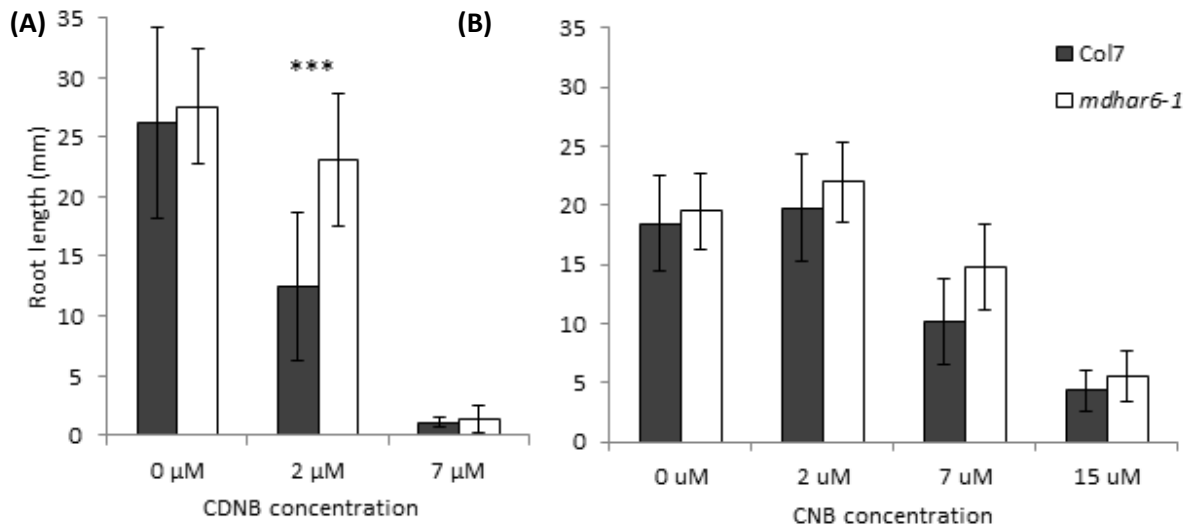 (A)
35
30
25
20
15
10
5
0
Root length (mm)
***
0 µM 2 µM 7 µM
CDNB concentration
(B)
35
30
25
20
15
10
5
0
Col7
mdhar6-1
0 uM 2 uM 7 uM 15 uM
CNB concentration